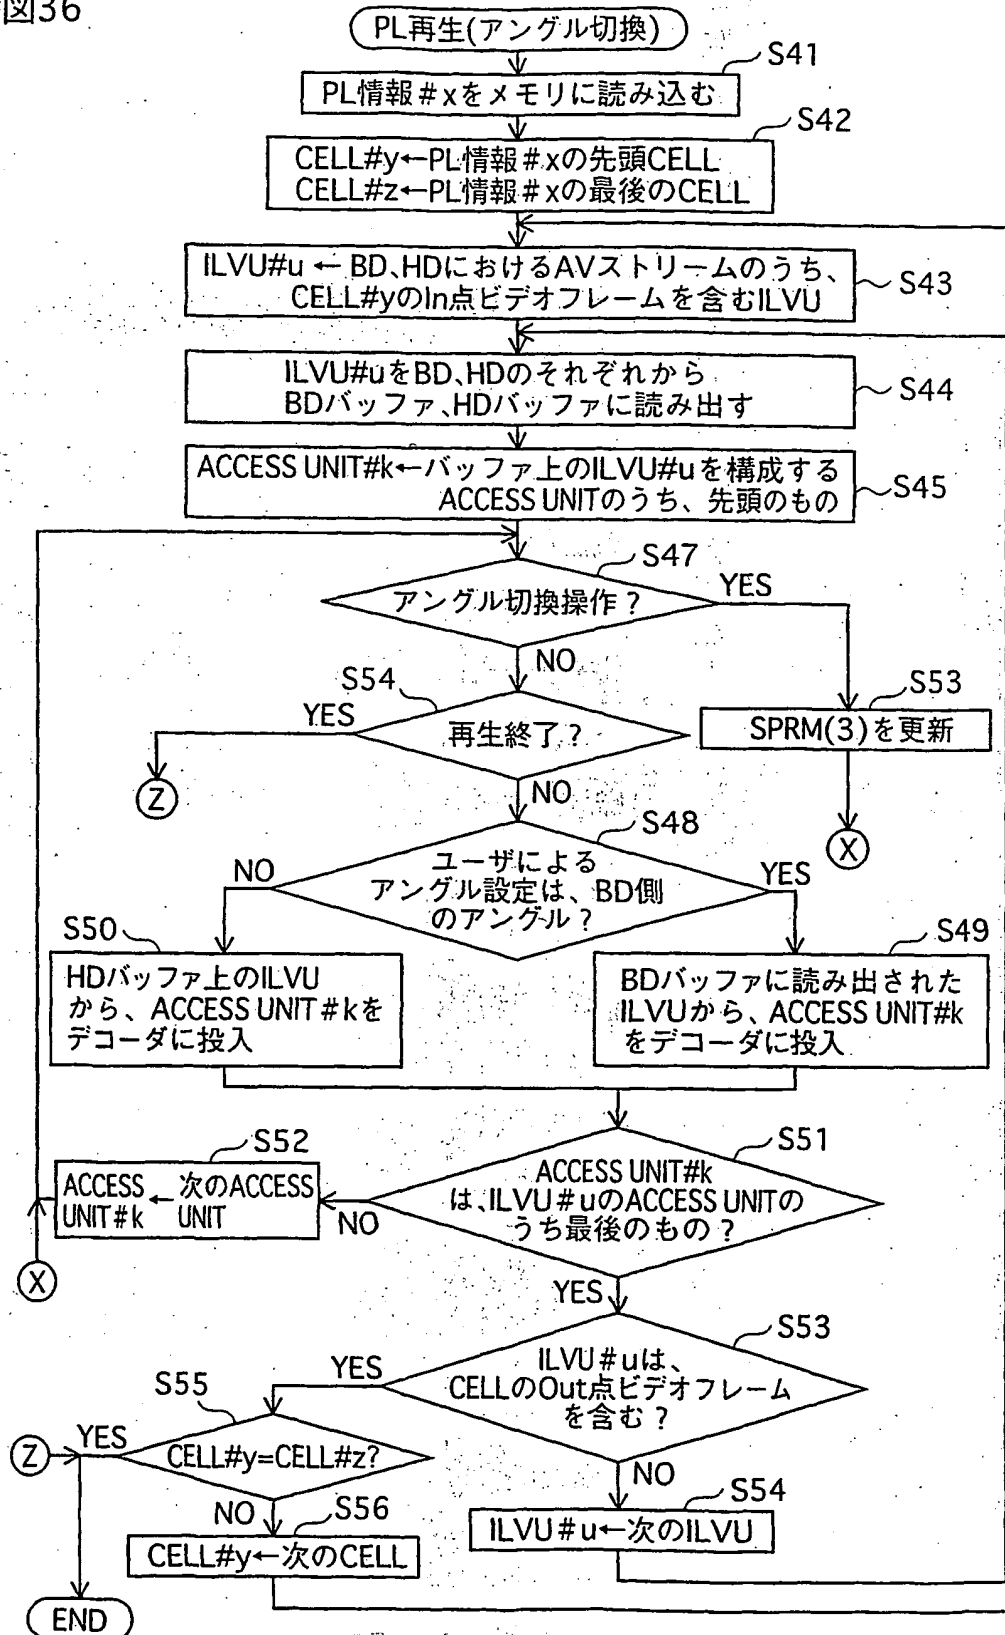 図36
PL再生(アングル切換)
S41
PL情報#xをメモリに読み込む
S42
CELL#y←PL情報#xの先頭CELL
CELL#z←PL情報#xの最後のCELL
ILVU#u ← BD、HDにおけるAVストリームのうち、
CELL#yのIn点ビデオフレームを含むILVU
S43
ILVU#uをBD、HDのそれぞれから
BDバッファ、HDバッファに読み出す
S44
ACCESS UNIT#k←バッファ上のILVU#uを構成する
ACCESS UNITのうち、先頭のもの
S45
S47
アングル切換操作?
YES
NO
S54
YES
再生終了?
S53
SPRM(3)を更新
Z
NO
X
S48
NO
ユーザによる
アングル設定は、BD側
のアングル?
YES
S50
HDバッファ上のILVU
から、ACCESS UNIT#kを
デコーダに投入
S49
BDバッファに読み出された
ILVUから、ACCESS UNIT#k
をデコーダに投入
S51
ACCESS UNIT#k
は、ILVU#uのACCESS UNITの
うち最後のもの?
S52
ACCESS ← 次のACCESS
UNIT#k UNIT
NO
X
YES
S53
ILVU#uは、
CELLのOut点ビデオフレーム
を含む?
YES
S55
Z
YES
CELL#y=CELL#z?
NO
NO
S54
ILVU#u←次のILVU
S56
CELL#y←次のCELL
END